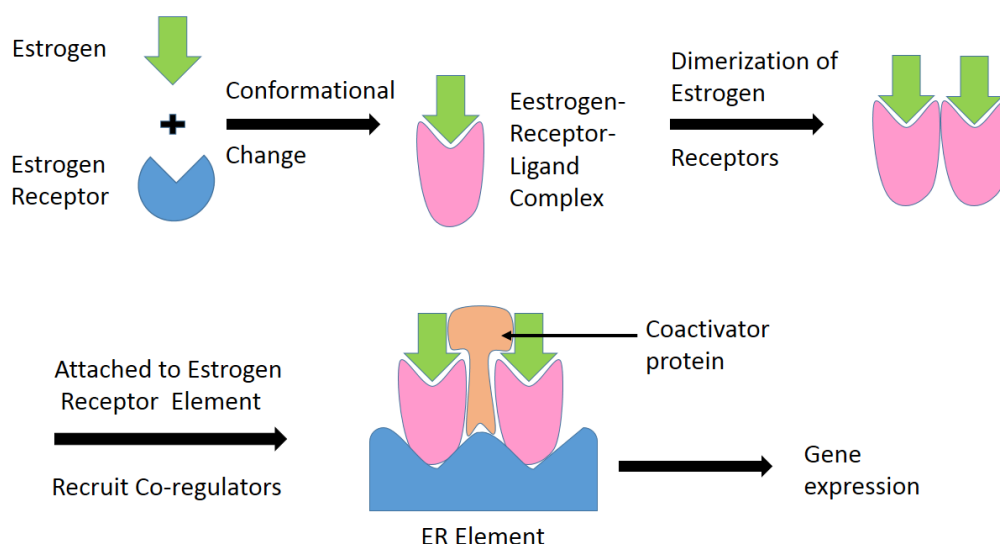 Estrogen
Estrogen
Receptor
Conformational
Change
Eestrogen-
Receptor-
Ligand
Complex
Dimerization of
Estrogen
Receptors
Attached to Estrogen
Receptor Element
Recruit Co-regulators
Coactivator
protein
ER Element
Gene
expression